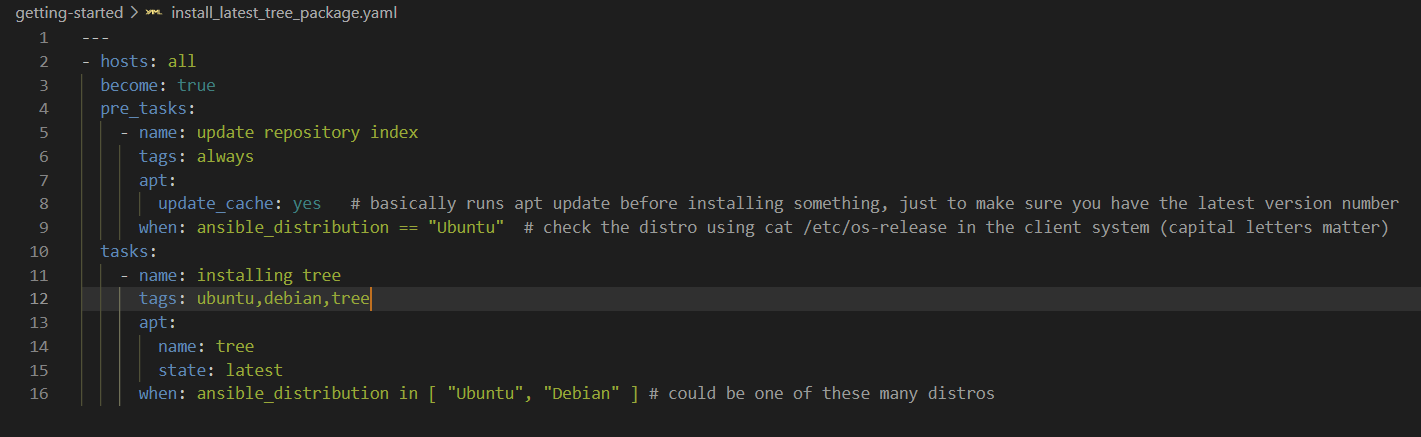 getting-started > YAML install_latest_tree_package.yaml
1 ---
2 - hosts: all
3   become: true
4   pre_tasks:
5     - name: update repository index
6       tags: always
7       apt:
8         update_cache: yes   # basically runs apt update before installing something, just to make sure you have the latest version number
9       when: ansible_distribution == "Ubuntu"  # check the distro using cat /etc/os-release in the client system (capital letters matter)
10   tasks:
11     - name: installing tree
12       tags: ubuntu,debian,tree
13       apt:
14         name: tree
15         state: latest
16       when: ansible_distribution in [ "Ubuntu", "Debian" ] # could be one of these many distros